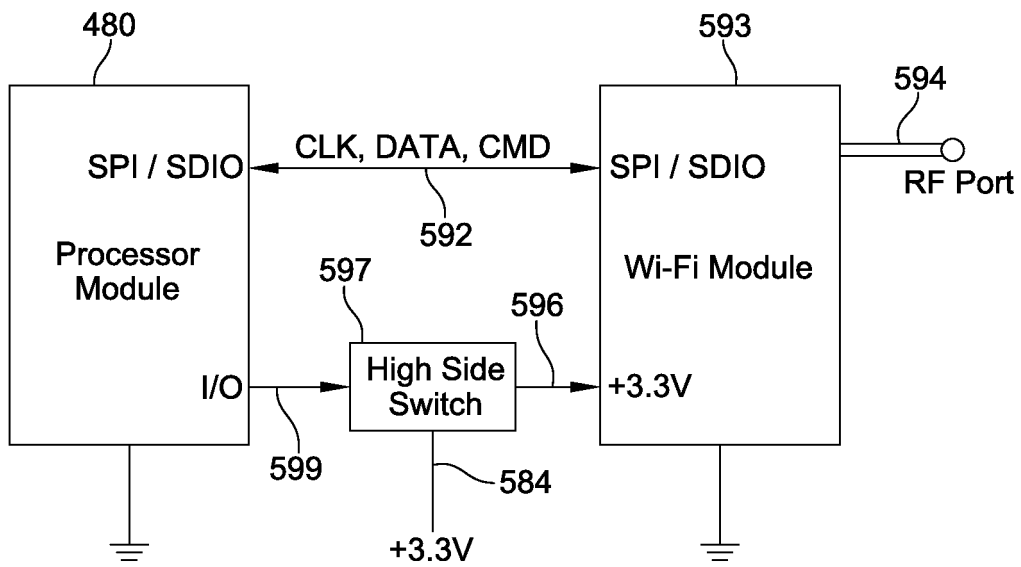 480
593
594
CLK, DATA, CMD
SPI / SDIO
SPI / SDIO
RF Port
592
Processor
Module
Wi-Fi Module
597
596
I/O
High Side
Switch
+3.3V
599
584
+3.3V